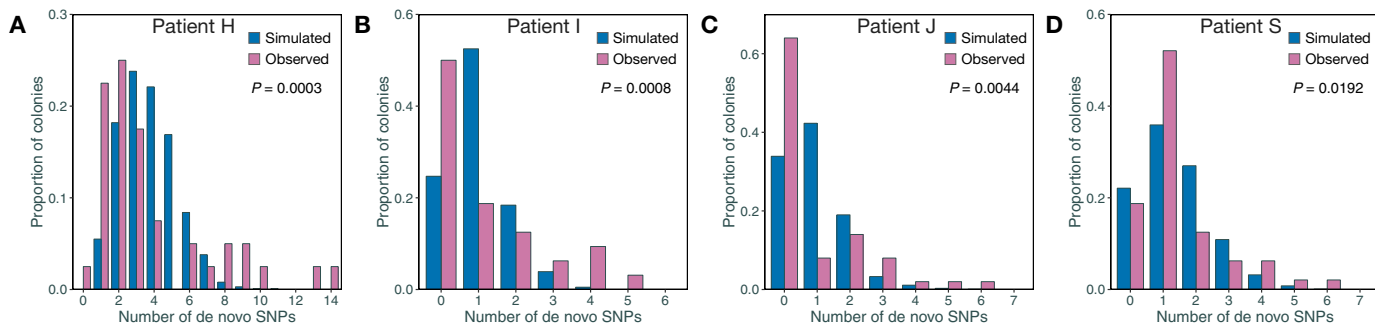 A
Patient H
Simulated
Observed
P = 0.0003
Proportion of colonies
0.3
0.2
0.1
0.0
0 2 4 6 8 10 12 14
Number of de novo SNPs
B
Patient I
Simulated
Observed
P = 0.0008
Proportion of colonies
0.6
0.4
0.2
0.0
0 1 2 3 4 5 6
Number of de novo SNPs
C
Patient J
Simulated
Observed
P = 0.0044
Proportion of colonies
0.6
0.4
0.2
0.0
0 1 2 3 4 5 6 7
Number of de novo SNPs
D
Patient S
Simulated
Observed
P = 0.0192
Proportion of colonies
0.6
0.4
0.2
0.0
0 1 2 3 4 5 6 7
Number of de novo SNPs